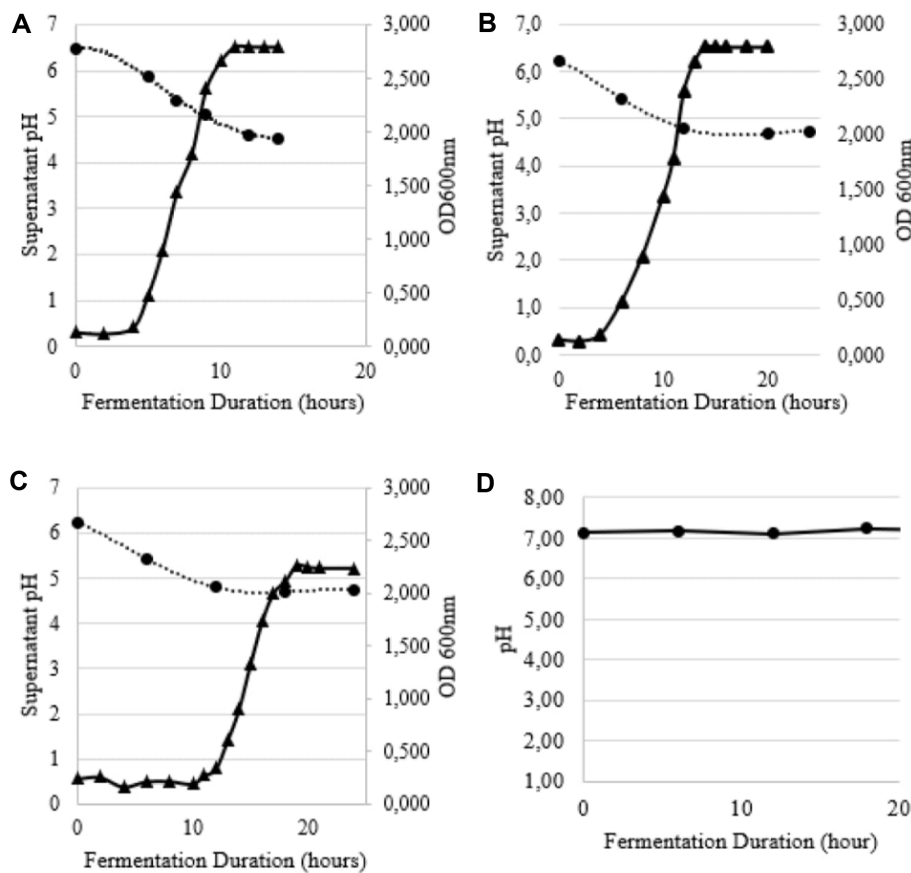 A
7
6
5
4
3
2
1
0
Supernatant pH
3,000
2,500
2,000
1,500
1,000
0,500
0,000
OD600nm
0 10 20
Fermentation Duration (hours)
B
7,0
6,0
5,0
4,0
3,0
2,0
1,0
0,0
Supernatant pH
3,000
2,500
2,000
1,500
1,000
0,500
0,000
OD 600nm
0 10 20
Fermentation Duration (hours)
C
7
6
5
4
3
2
1
0
Supernatant pH
3,000
2,500
2,000
1,500
1,000
0,500
0,000
OD 600nm
0 10 20
Fermentation Duration (hours)
D
8,00
7,00
6,00
5,00
4,00
3,00
2,00
1,00
pH
0 10 20
Fermentation Duration (hour)